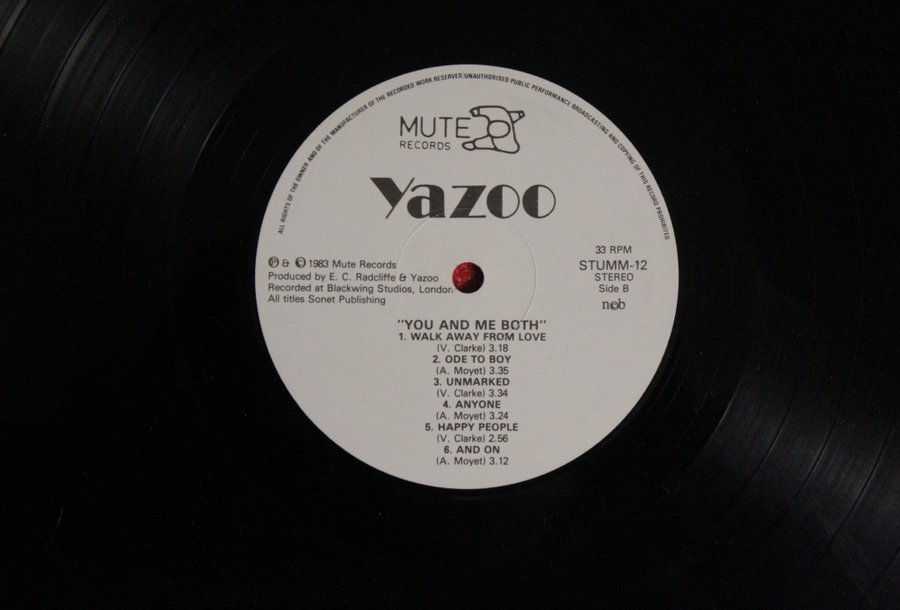 ALL RIGHTS OF THE OWNER AND OF THE MANUFACTURER OF THE RECORDED WORK RESERVED/UNAUTHORISED PUBLIC PERFORMANCE BROADCASTING AND COPYING OF THIS RECORD PROHIBITED
MUTE
RECORDS
Yazoo
℗ & © 1983 Mute Records
Produced by E. C. Radcliffe & Yazoo
Recorded at Blackwing Studios, London
All titles Sonet Publishing
33 RPM
STUMM-12
STEREO
Side B
ncb
"YOU AND ME BOTH"
1. WALK AWAY FROM LOVE
(V. Clarke) 3.18
2. ODE TO BOY
(A. Moyet) 3.35
3. UNMARKED
(V. Clarke) 3.34
4. ANYONE
(A. Moyet) 3.24
5. HAPPY PEOPLE
(V. Clarke) 2.56
6. AND ON
(A. Moyet) 3.12